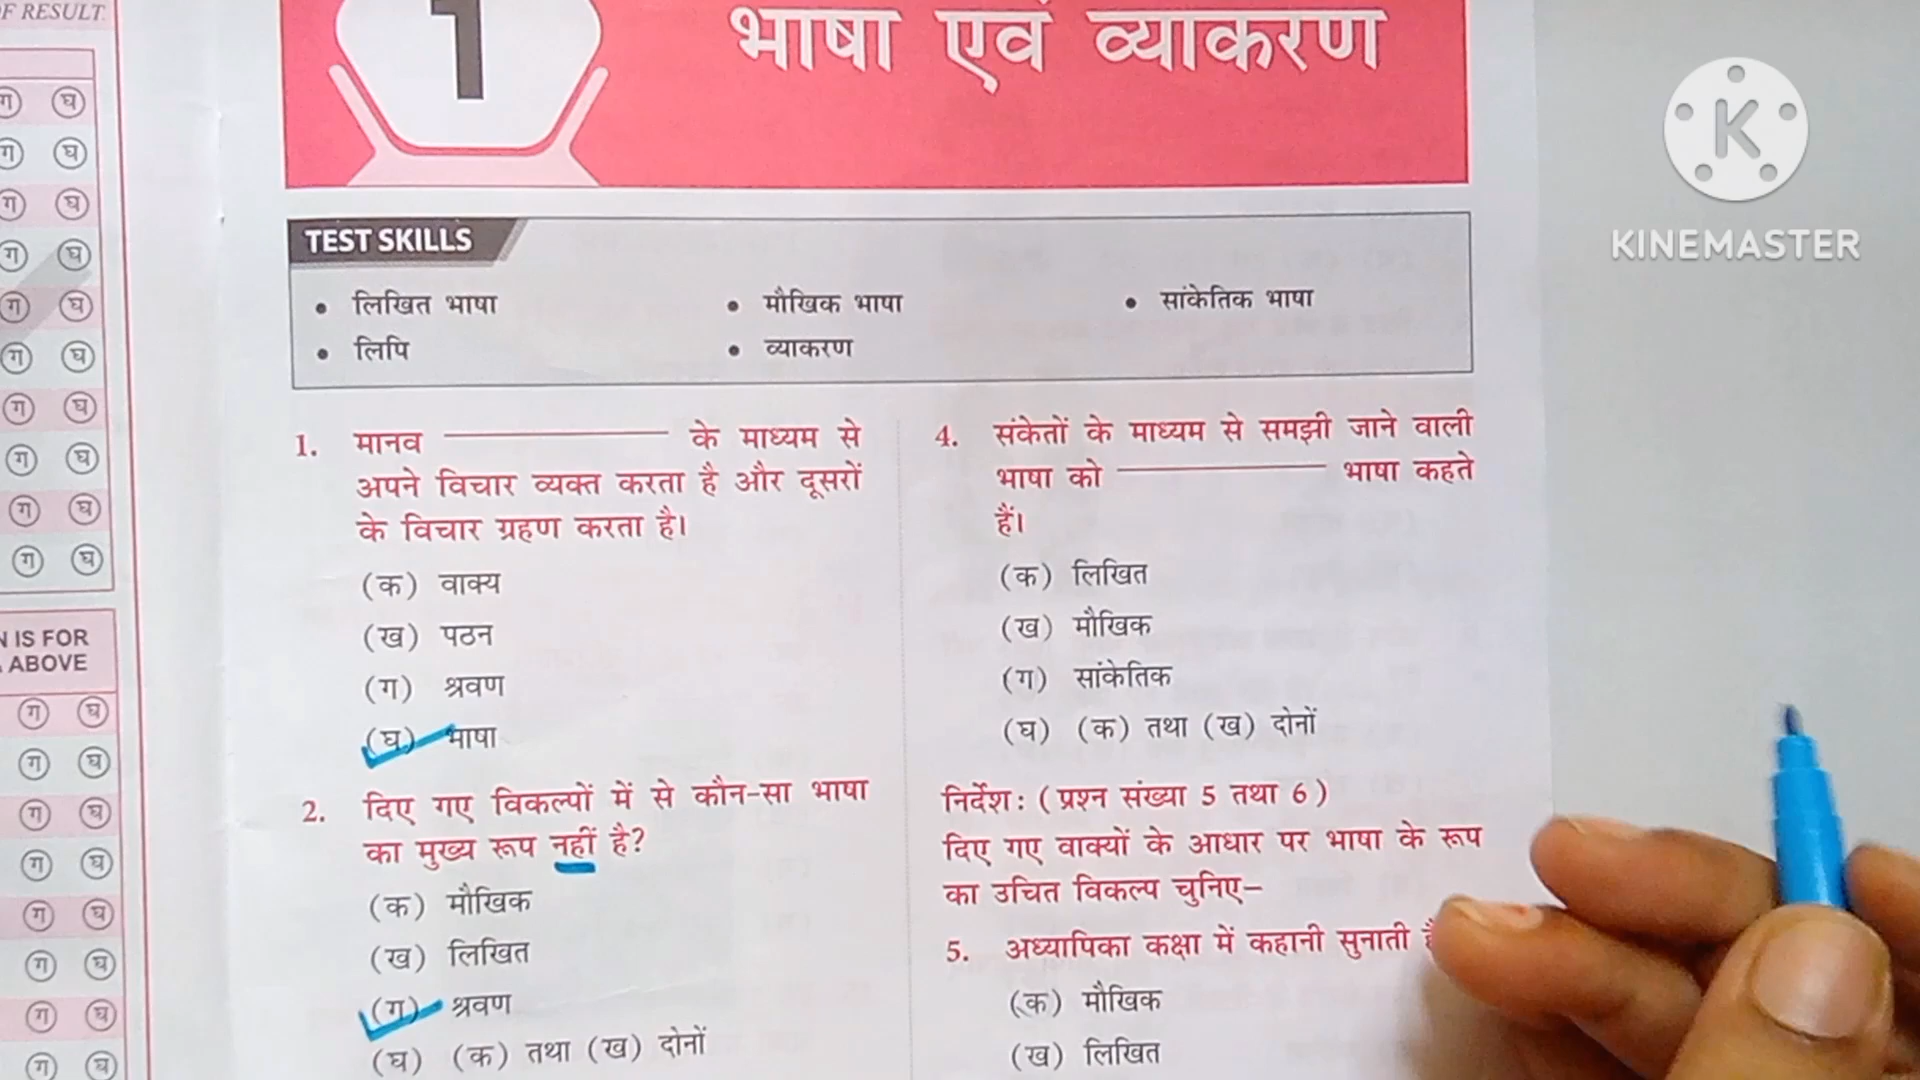 F RESULT.
1
भाषा एवं व्याकरण
KINEMASTER
TEST SKILLS
• लिखित भाषा
• मौखिक भाषा
• सांकेतिक भाषा
• लिपि
• व्याकरण
1. मानव ——— के माध्यम से
अपने विचार व्यक्त करता है और दूसरों
के विचार ग्रहण करता है।
(क) वाक्य
(ख) पठन
(ग) श्रवण
(घ) भाषा
2. दिए गए विकल्पों में से कौन-सा भाषा
का मुख्य रूप नहीं है?
(क) मौखिक
(ख) लिखित
(ग) श्रवण
(घ) (क) तथा (ख) दोनों
4. संकेतों के माध्यम से समझी जाने वाली
भाषा को ——— भाषा कहते
हैं।
(क) लिखित
(ख) मौखिक
(ग) सांकेतिक
(घ) (क) तथा (ख) दोनों
निर्देश: (प्रश्न संख्या 5 तथा 6)
दिए गए वाक्यों के आधार पर भाषा के रूप
का उचित विकल्प चुनिए–
5. अध्यापिका कक्षा में कहानी सुनाती
(क) मौखिक
(ख) लिखित
ग घ
ग घ
ग घ
ग घ
ग घ
ग घ
ग घ
ग घ
ग घ
ग घ
N IS FOR
ABOVE
ग घ
ग घ
ग घ
ग घ
ग घ
ग घ
ग घ
ग घ